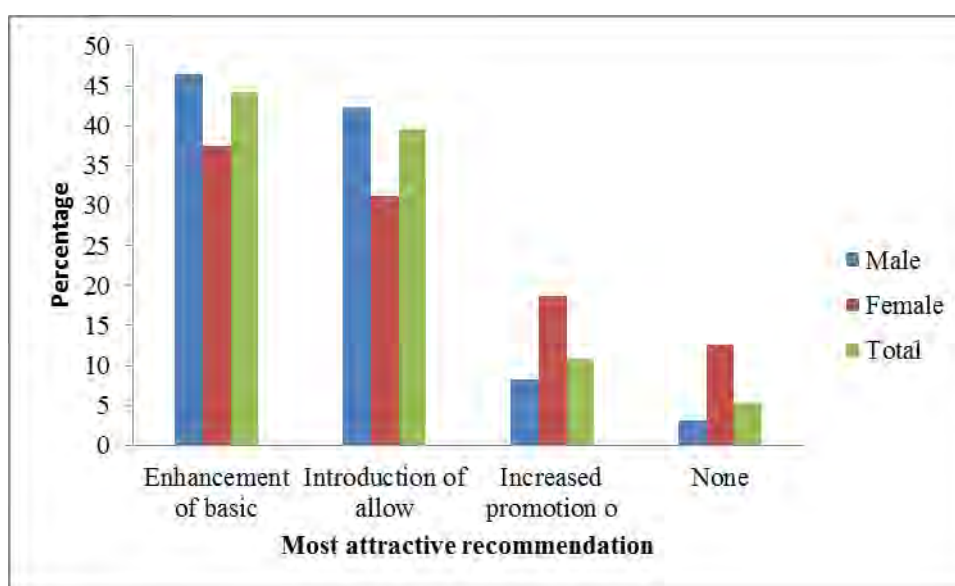 50
45
40
35
30
25
20
15
10
5
0
Percentage
Enhancement of basic
Introduction of allow
Increased promotion o
None
Most attractive recommendation
Male
Female
Total